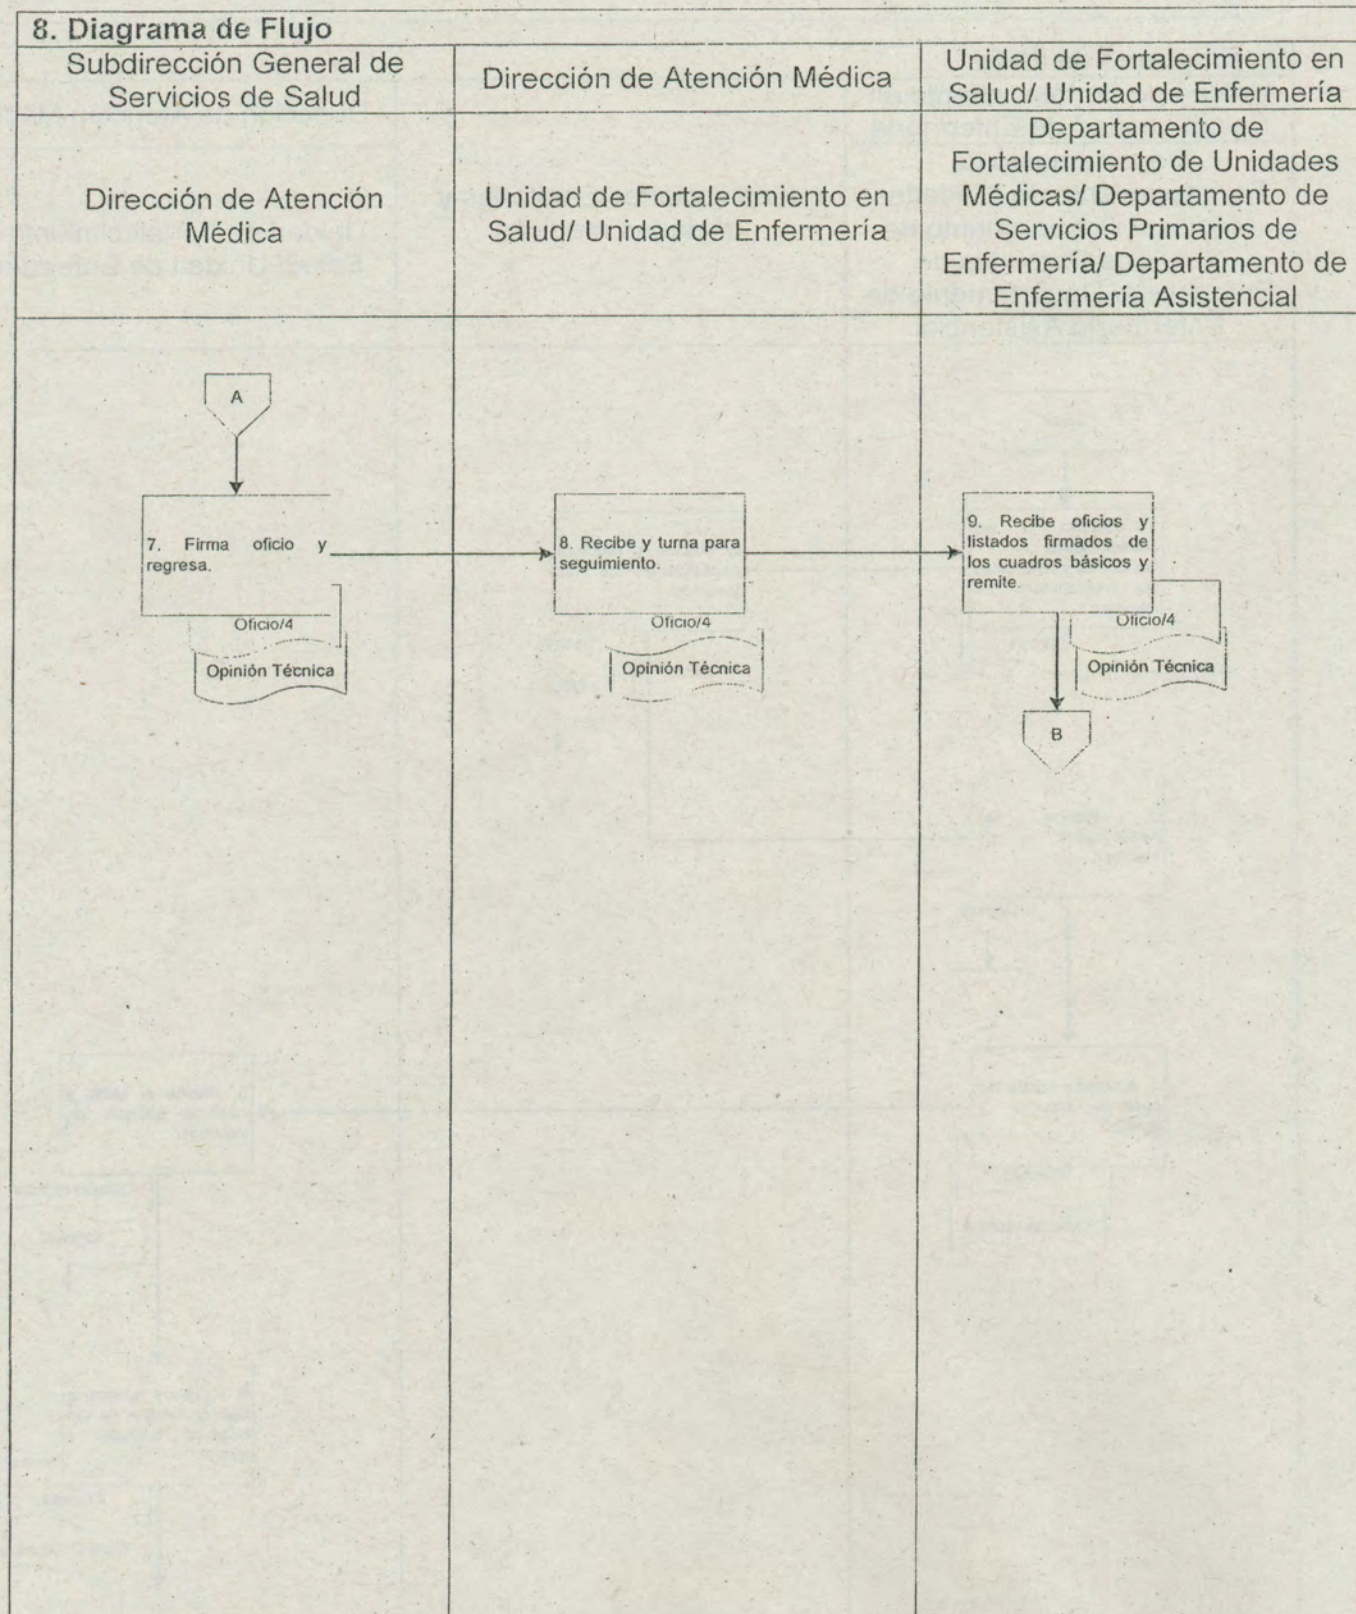 8. Diagrama de Flujo
Subdirección General de
Servicios de Salud
Dirección de Atención Médica
Unidad de Fortalecimiento en
Salud/ Unidad de Enfermería
Dirección de Atención
Médica
Unidad de Fortalecimiento en
Salud/ Unidad de Enfermería
Departamento de
Fortalecimiento de Unidades
Médicas/ Departamento de
Servicios Primarios de
Enfermería/ Departamento de
Enfermería Asistencial
A
7. Firma oficio y
regresa.
Oficio/4
Opinión Técnica
8. Recibe y turna para
seguimiento.
Oficio/4
Opinión Técnica
9. Recibe oficios y
listados firmados de
los cuadros básicos y
remite.
Oficio/4
Opinión Técnica
B